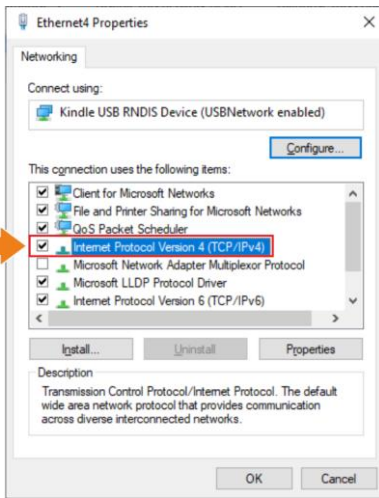 Ethernet4 Properties
Networking
Connect using:
Kindle USB RNDIS Device (USBNetwork enabled)
Configure...
This connection uses the following items:
Client for Microsoft Networks
File and Printer Sharing for Microsoft Networks
QoS Packet Scheduler
Internet Protocol Version 4 (TCP/IPv4)
Microsoft Network Adapter Multiplexor Protocol
Microsoft LLDP Protocol Driver
Internet Protocol Version 6 (TCP/IPv6)
Install... Uninstall Properties
Description
Transmission Control Protocol/Internet Protocol. The default
wide area network protocol that provides communication
across diverse interconnected networks.
OK Cancel